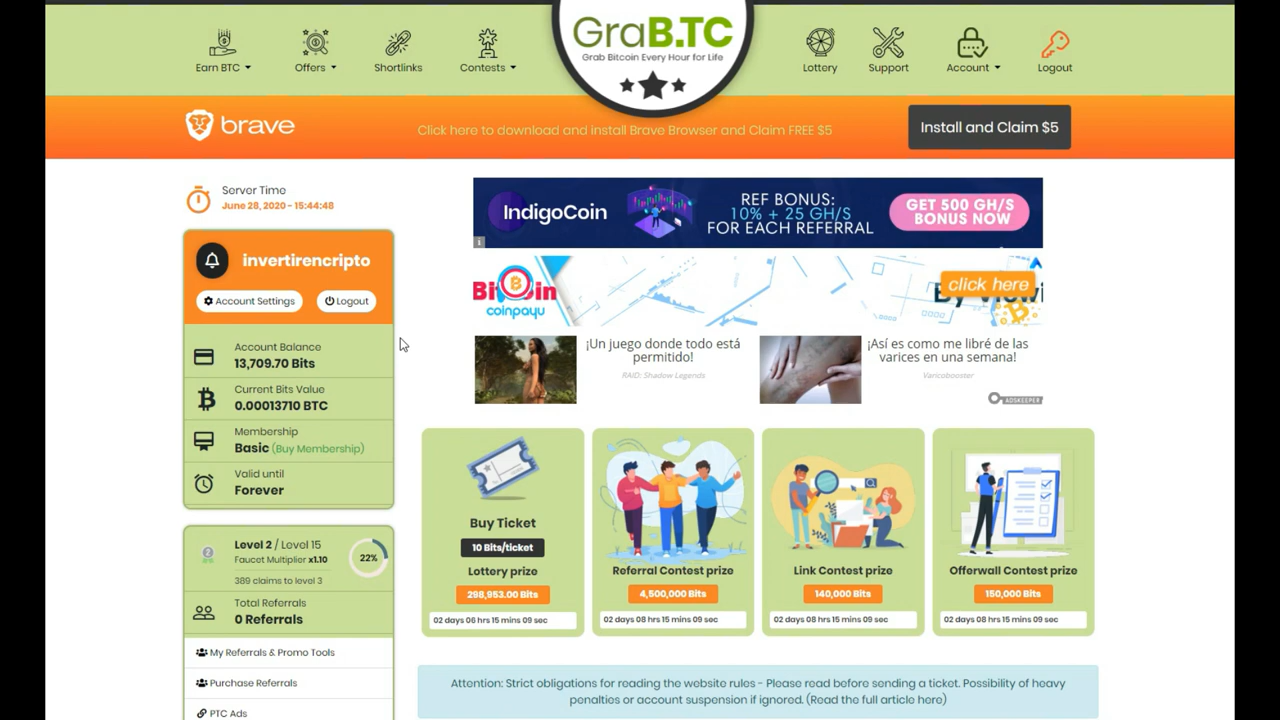 GraB.TC
Grab Bitcoin Every Hour for Life
Earn BTC
Offers
Shortlinks
Contests
Lottery
Support
Account
Logout
brave
Click here to download and install Brave Browser and Claim FREE $5
Install and Claim $5
Server Time
June 28, 2020 - 15:44:48
invertirencripto
Account Settings
Logout
Account Balance
13,709.70 Bits
Current Bits Value
0.00013710 BTC
Membership
Basic (Buy Membership)
Valid until
Forever
Level 2 / Level 15
Faucet Multiplier x1.10
389 claims to level 3
22%
Total Referrals
0 Referrals
My Referrals & Promo Tools
Purchase Referrals
PTC Ads
IndigoCoin
REF BONUS:
10% + 25 GH/S
FOR EACH REFERRAL
GET 500 GH/S
BONUS NOW
coinpayu
click here
¡Un juego donde todo está
permitido!
RAID: Shadow Legends
¡Así es como me libré de las
varices en una semana!
Varicobooster
ADSKEEPER
Buy Ticket
10 Bits/ticket
Lottery prize
298,953.00 Bits
02 days 06 hrs 15 mins 09 sec
Referral Contest prize
4,500,000 Bits
02 days 08 hrs 15 mins 09 sec
Link Contest prize
140,000 Bits
02 days 08 hrs 15 mins 09 sec
Offerwall Contest prize
150,000 Bits
02 days 08 hrs 15 mins 09 sec
Attention: Strict obligations for reading the website rules - Please read before sending a ticket. Possibility of heavy
penalties or account suspension if ignored. (Read the full article here)